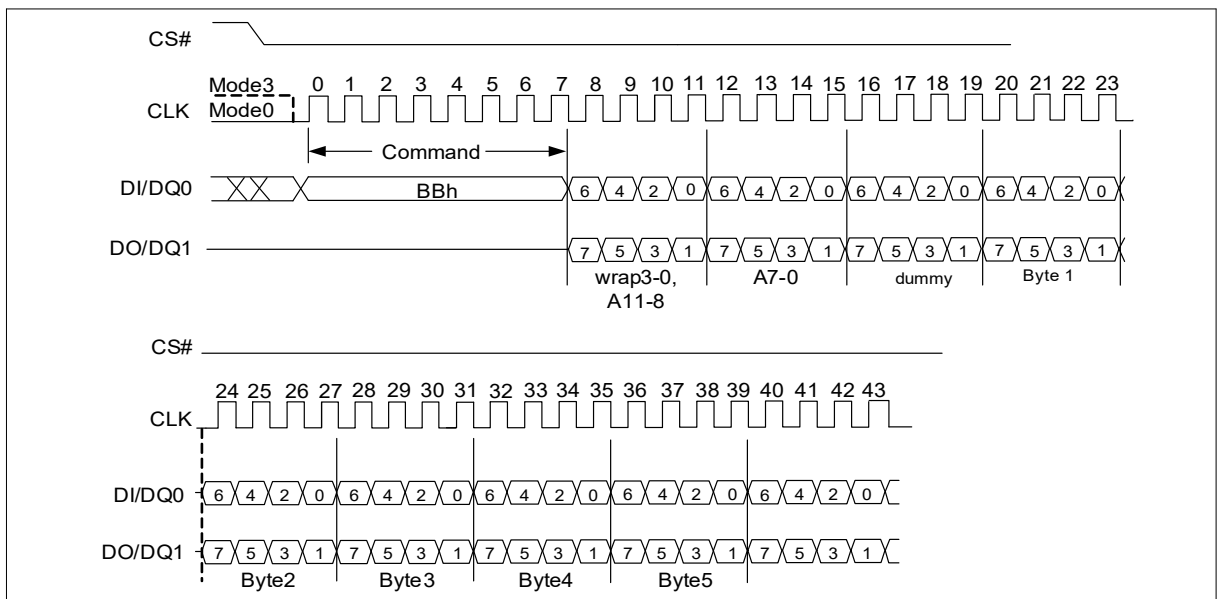 CS#
Mode3 0 1 2 3 4 5 6 7 8 9 10 11 12 13 14 15 16 17 18 19 20 21 22 23
CLK Mode0
Command
DI/DQ0 BBh 6 4 2 0 6 4 2 0 6 4 2 0 6 4 2 0
DO/DQ1 7 5 3 1 7 5 3 1 7 5 3 1 7 5 3 1
wrap3-0, A7-0 dummy Byte 1
A11-8
CS#
24 25 26 27 28 29 30 31 32 33 34 35 36 37 38 39 40 41 42 43
CLK
DI/DQ0 6 4 2 0 6 4 2 0 6 4 2 0 6 4 2 0 6 4 2 0
DO/DQ1 7 5 3 1 7 5 3 1 7 5 3 1 7 5 3 1 7 5 3 1
Byte2 Byte3 Byte4 Byte5